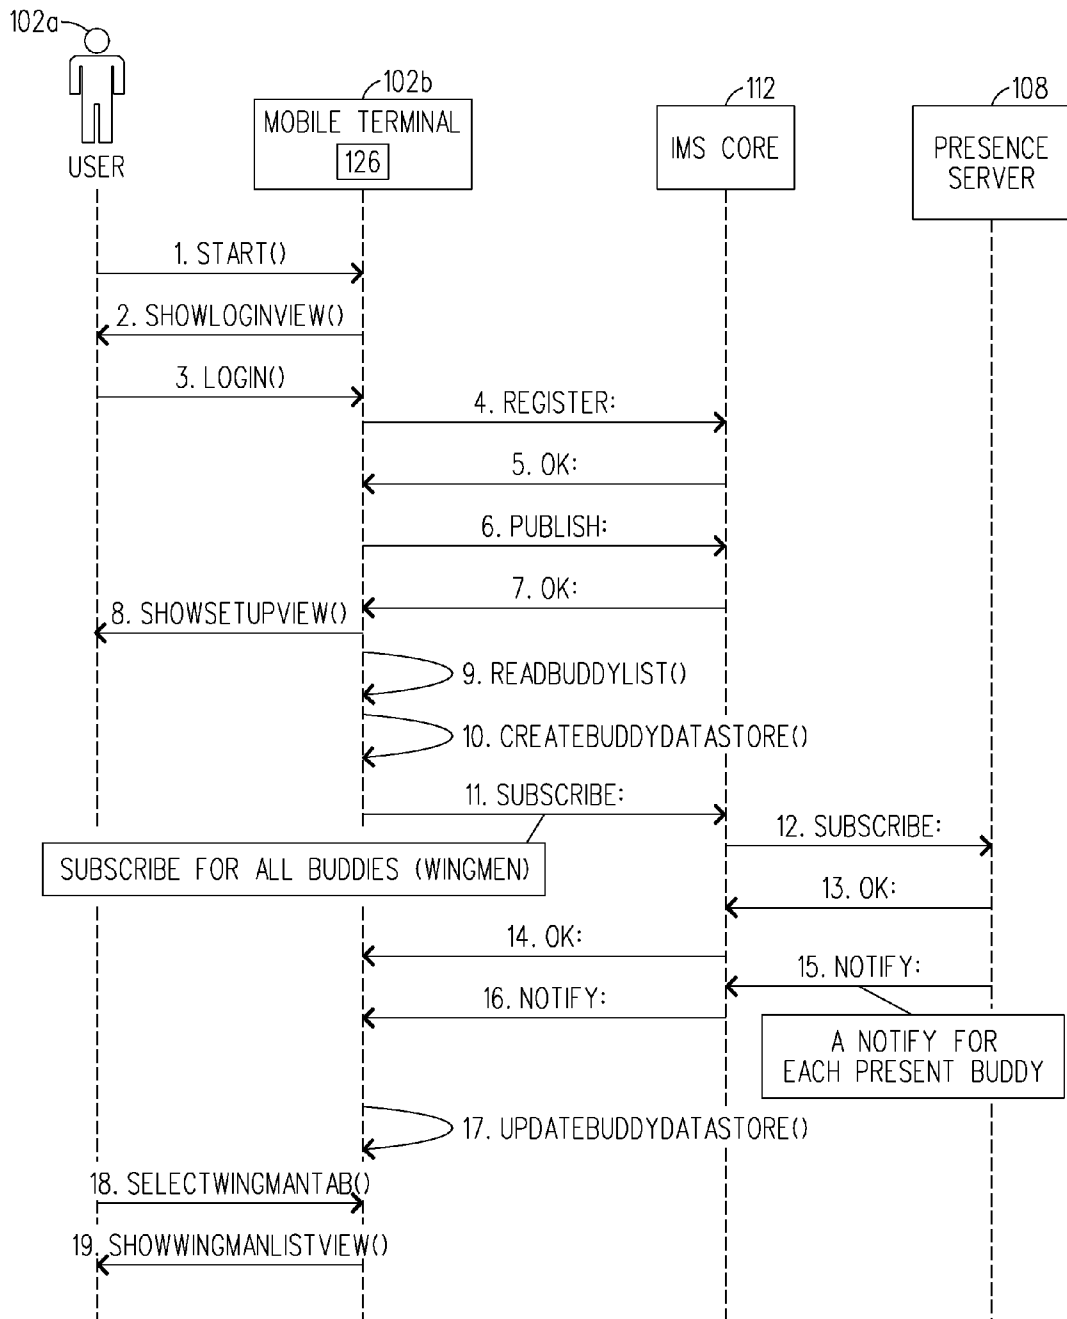 102a
USER
102b
MOBILE TERMINAL
126
112
IMS CORE
108
PRESENCE
SERVER
1. START()
2. SHOWLOGINVIEW()
3. LOGIN()
4. REGISTER:
5. OK:
6. PUBLISH:
7. OK:
8. SHOWSETUPVIEW()
9. READBUDDYLIST()
10. CREATEBUDDYDATASTORE()
11. SUBSCRIBE:
12. SUBSCRIBE:
SUBSCRIBE FOR ALL BUDDIES (WINGMEN)
13. OK:
14. OK:
15. NOTIFY:
16. NOTIFY:
A NOTIFY FOR
EACH PRESENT BUDDY
17. UPDATEBUDDYDATASTORE()
18. SELECTWINGMANTAB()
19. SHOWWINGMANLISTVIEW()